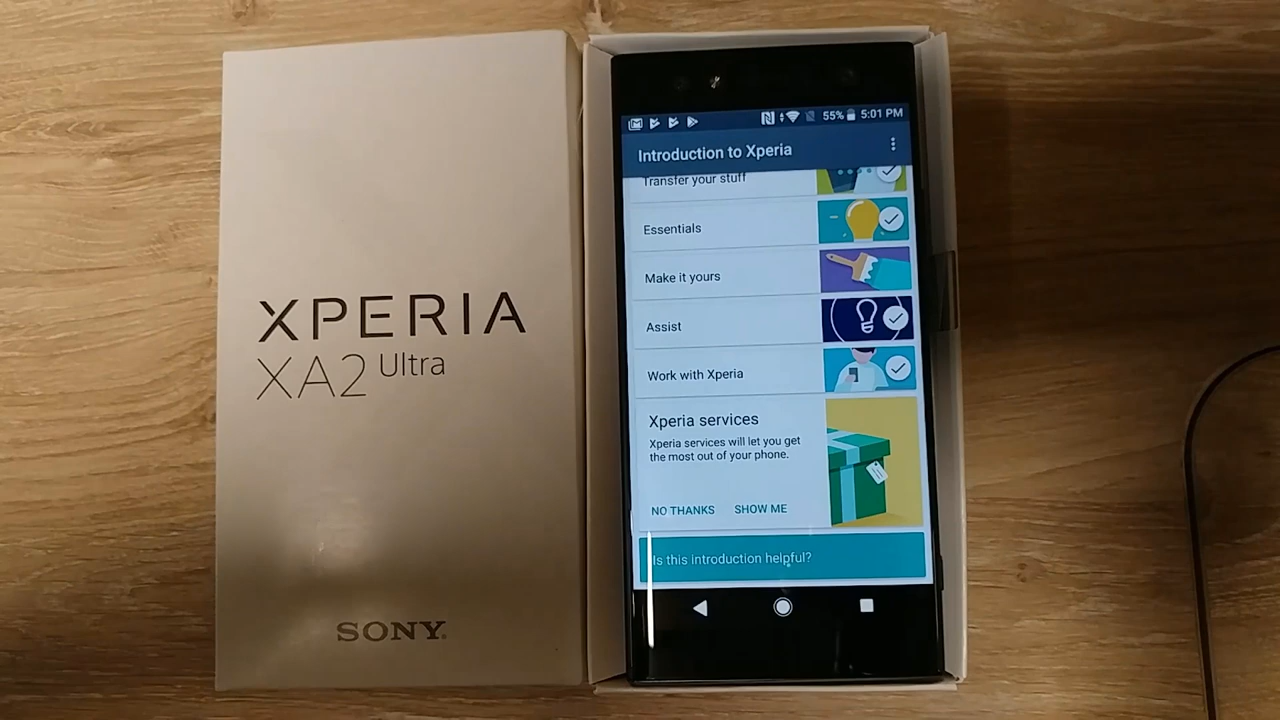 XPERIA
XA2 Ultra
SONY
55% 5:01 PM
Introduction to Xperia
Transfer your stuff
Essentials
Make it yours
Assist
Work with Xperia
Xperia services
Xperia services will let you get
the most out of your phone.
NO THANKS SHOW ME
Is this introduction helpful?